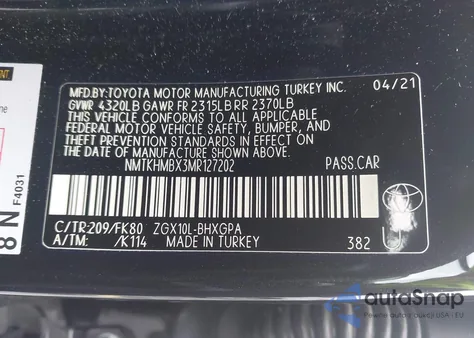 MFD. BY: TOYOTA MOTOR MANUFACTURING TURKEY INC. 04/21
GVWR 4320LB GAWR FR 2315LB RR 2370LB
THIS VEHICLE CONFORMS TO ALL APPLICABLE
FEDERAL MOTOR VEHICLE SAFETY, BUMPER, AND
THEFT PREVENTION STANDARDS IN EFFECT ON
THE DATE OF MANUFACTURE SHOWN ABOVE.
NMTKHMBX3MR127202 PASS.CAR
C/TR:209/FK80 ZGX10L-BHXGPA
A/TM: /K114 MADE IN TURKEY 382
8 N
F4031
autoSnap